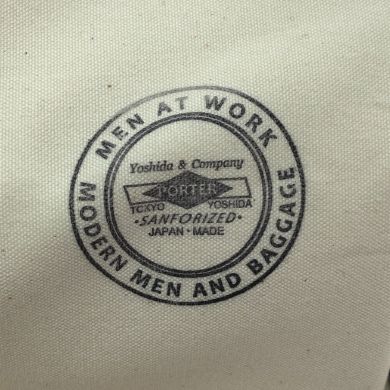 MEN AT WORK
Yoshida & Company
PORTER
TOKYO YOSHIDA
•SANFORIZED•
JAPAN • MADE
MODERN MEN AND BAGGAGE